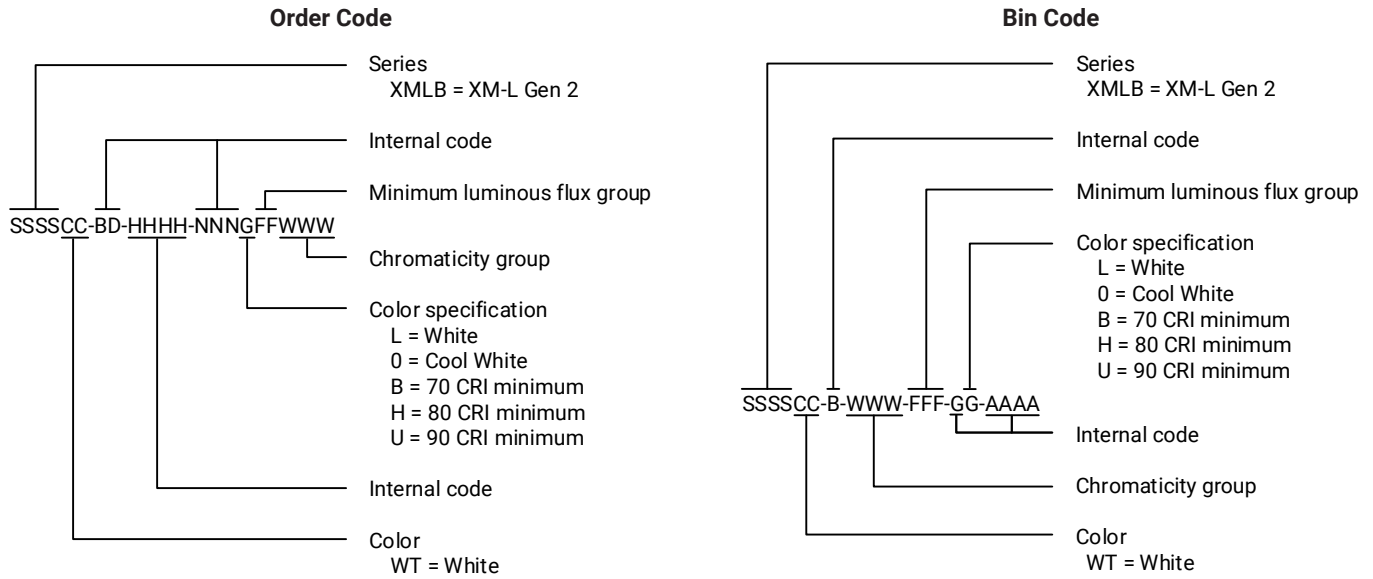 Order Code
Series
XMLB = XM-L Gen 2
Internal code
Minimum luminous flux group
SSSSCC-BD-HHHH-NNNGFFWWW
Chromaticity group
Color specification
L = White
0 = Cool White
B = 70 CRI minimum
H = 80 CRI minimum
U = 90 CRI minimum
Internal code
Color
WT = White
Bin Code
Series
XMLB = XM-L Gen 2
Internal code
Minimum luminous flux group
Color specification
L = White
0 = Cool White
B = 70 CRI minimum
H = 80 CRI minimum
U = 90 CRI minimum
SSSSCC-B-WWW-FFF-GG-AAAA
Internal code
Chromaticity group
Color
WT = White